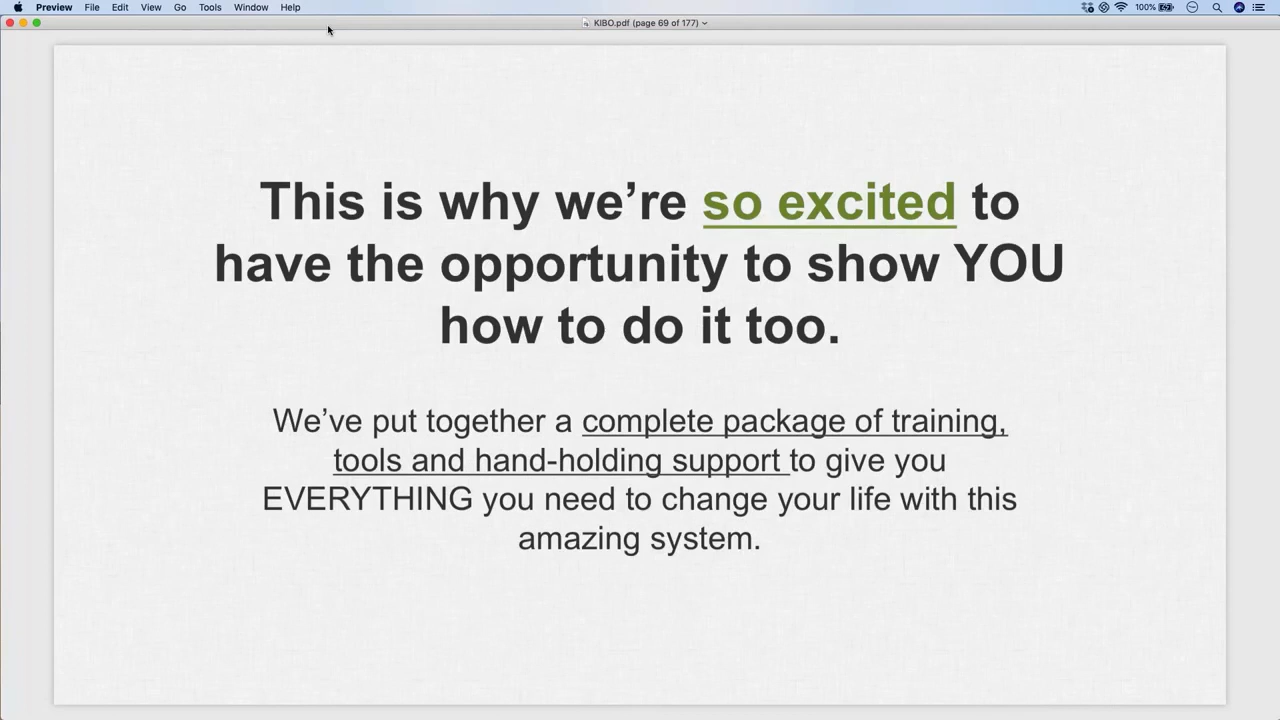 Preview File Edit View Go Tools Window Help
100%
KIBO.pdf (page 69 of 177)
This is why we’re so excited to
have the opportunity to show YOU
how to do it too.
We’ve put together a complete package of training,
tools and hand-holding support to give you
EVERYTHING you need to change your life with this
amazing system.